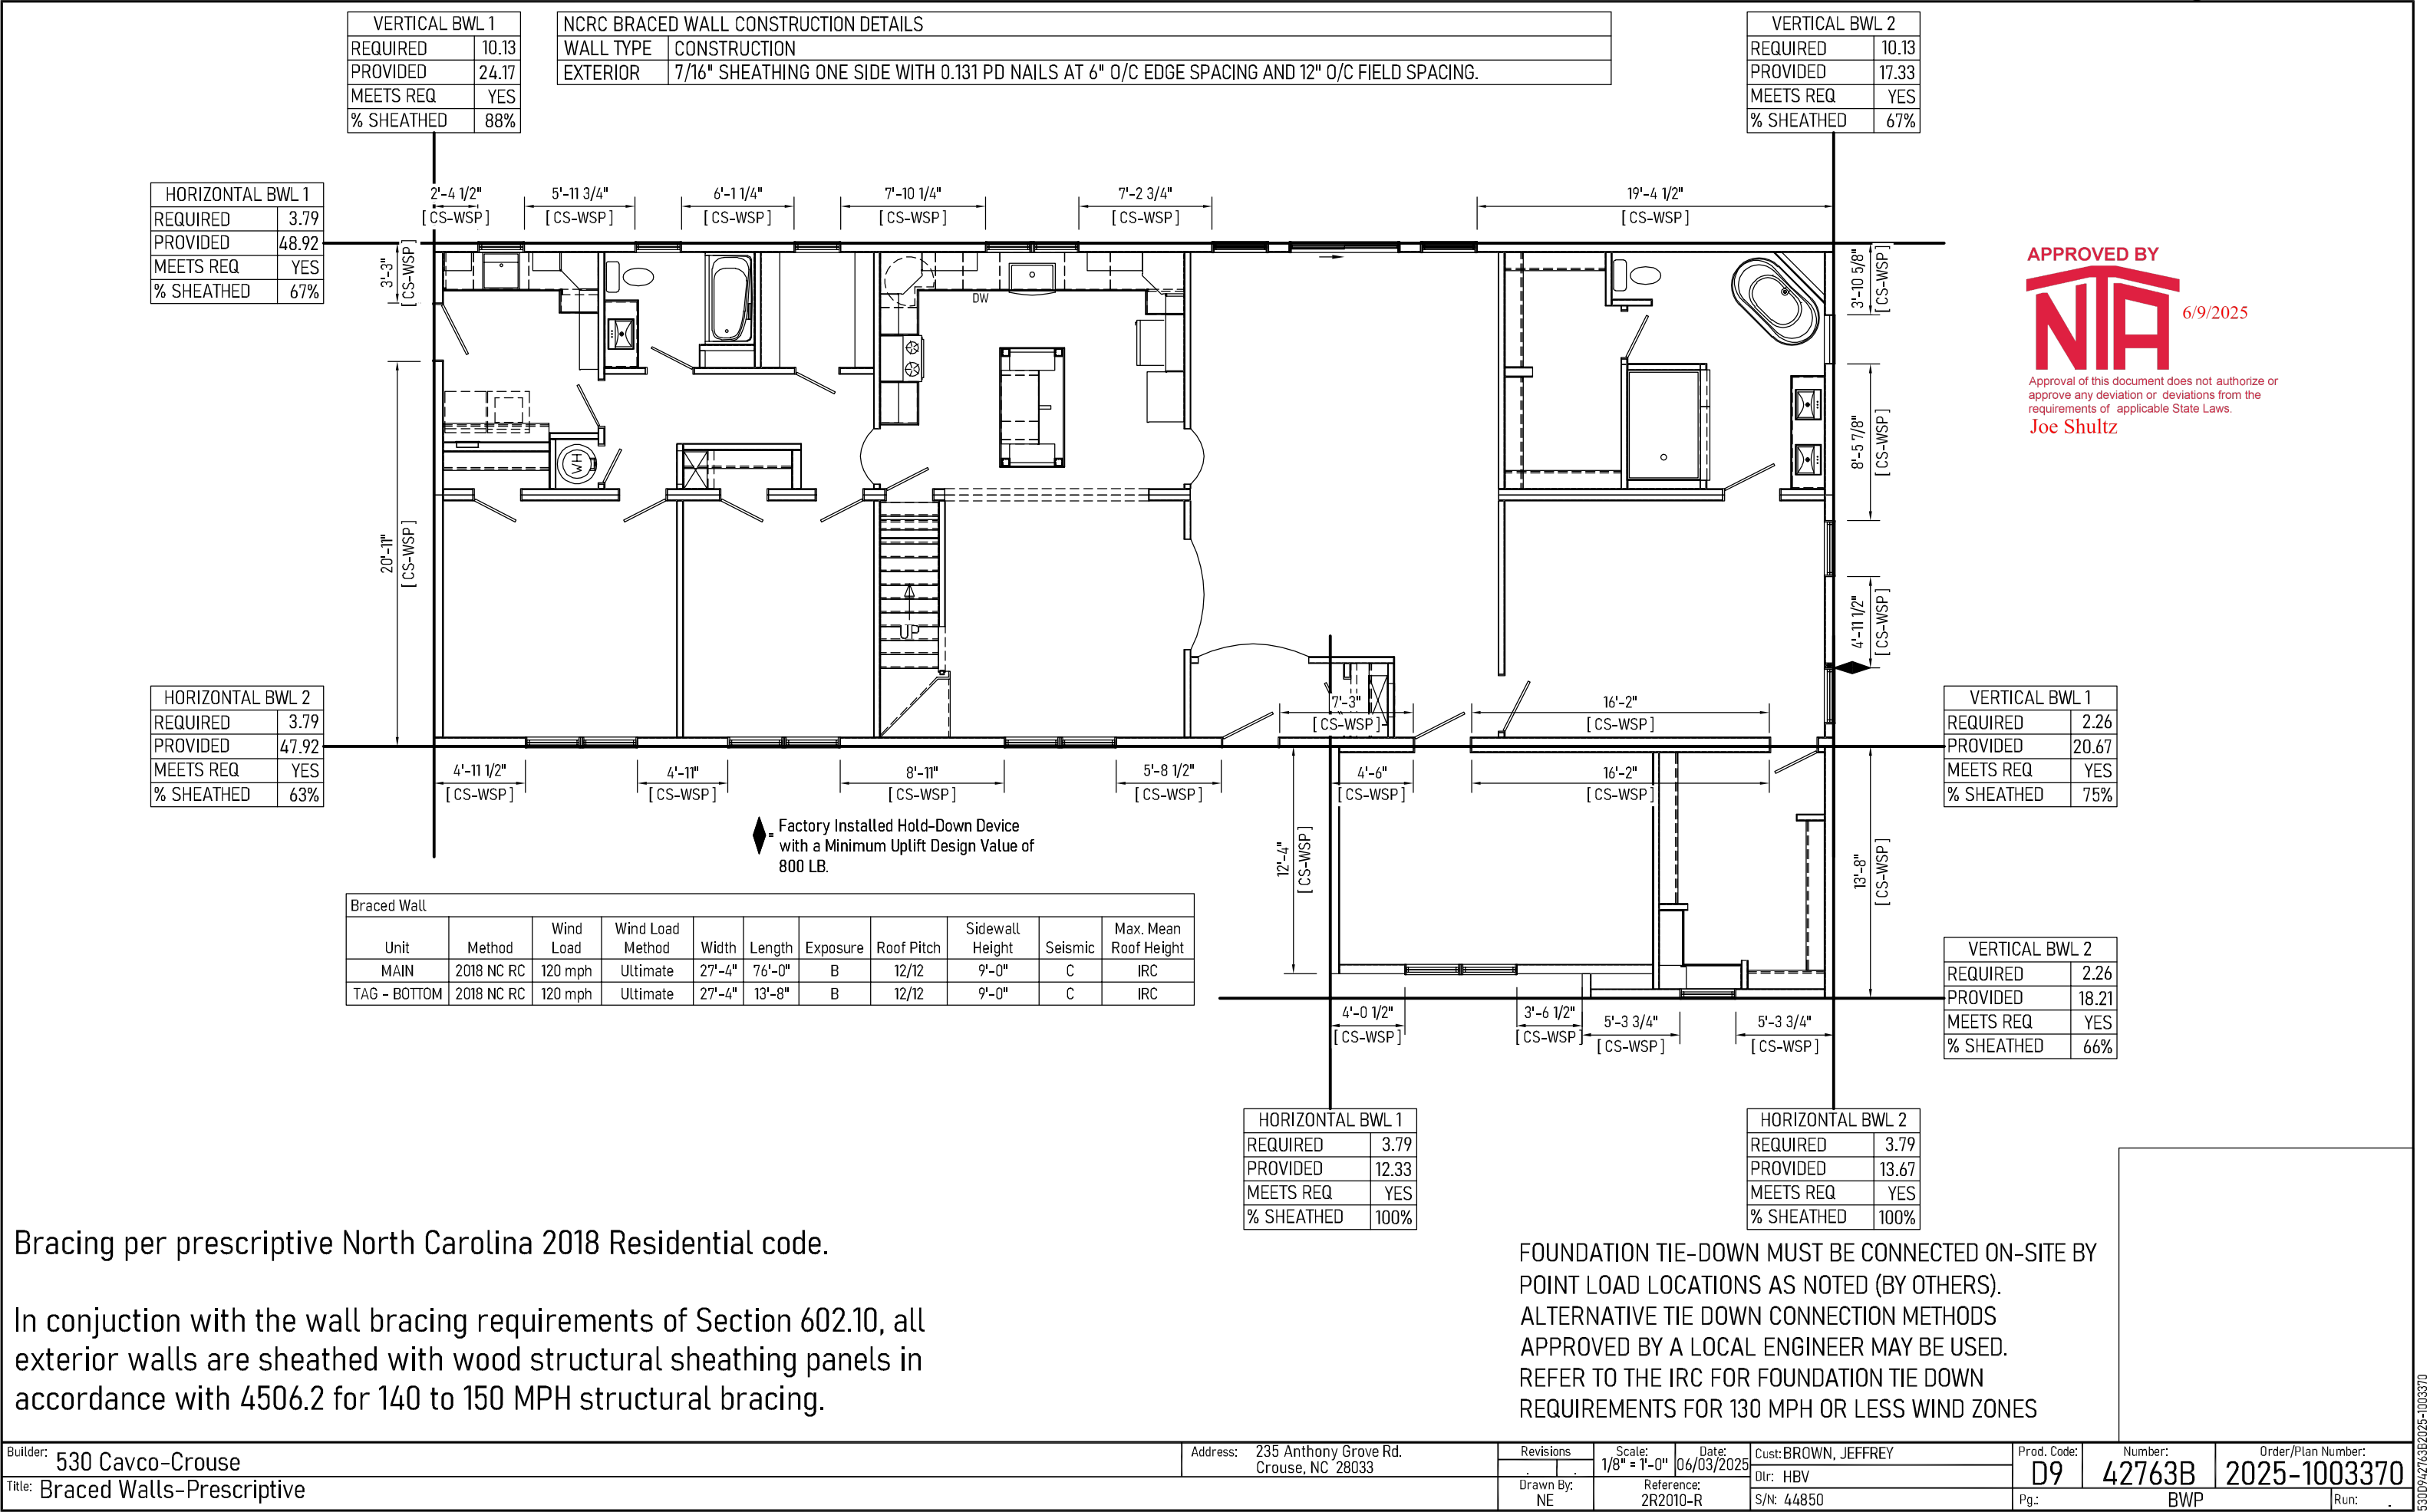 VERTICAL BWL 1
REQUIRED 10.13
PROVIDED 24.17
MEETS REQ YES
% SHEATHED 88%
NCRC BRACED WALL CONSTRUCTION DETAILS
WALL TYPE CONSTRUCTION
EXTERIOR 7/16" SHEATHING ONE SIDE WITH 0.131 PD NAILS AT 6" O/C EDGE SPACING AND 12" O/C FIELD SPACING.
VERTICAL BWL 2
REQUIRED 10.13
PROVIDED 17.33
MEETS REQ YES
% SHEATHED 67%
HORIZONTAL BWL 1
REQUIRED 3.79
PROVIDED 48.92
MEETS REQ YES
% SHEATHED 67%
2'-4 1/2"
[ CS-WSP ]
5'-11 3/4"
[ CS-WSP ]
6'-1 1/4"
[ CS-WSP ]
7'-10 1/4"
[ CS-WSP ]
7'-2 3/4"
[ CS-WSP ]
19'-4 1/2"
[ CS-WSP ]
3'-3"
[ CS-WSP ]
20'-11"
[ CS-WSP ]
DW
WH
UP
3'-10 5/8"
[ CS-WSP ]
8'-5 7/8"
[ CS-WSP ]
4'-11 1/2"
[ CS-WSP ]
APPROVED BY
NTA
6/9/2025
Approval of this document does not authorize or
approve any deviation or deviations from the
requirements of applicable State Laws.
Joe Shultz
HORIZONTAL BWL 2
REQUIRED 3.79
PROVIDED 47.92
MEETS REQ YES
% SHEATHED 63%
7'-3"
[ CS-WSP ]
16'-2"
[ CS-WSP ]
4'-11 1/2"
[ CS-WSP ]
4'-11"
[ CS-WSP ]
8'-11"
[ CS-WSP ]
5'-8 1/2"
[ CS-WSP ]
4'-6"
[ CS-WSP ]
16'-2"
[ CS-WSP ]
VERTICAL BWL 1
REQUIRED 2.26
PROVIDED 20.67
MEETS REQ YES
% SHEATHED 75%
= Factory Installed Hold-Down Device
with a Minimum Uplift Design Value of
800 LB.
12'-4"
[ CS-WSP ]
13'-8"
[ CS-WSP ]
Braced Wall
Unit Method Wind Load Wind Load Method Width Length Exposure Roof Pitch Sidewall Height Seismic Max. Mean Roof Height
MAIN 2018 NC RC 120 mph Ultimate 27'-4" 76'-0" B 12/12 9'-0" C IRC
TAG - BOTTOM 2018 NC RC 120 mph Ultimate 27'-4" 13'-8" B 12/12 9'-0" C IRC
VERTICAL BWL 2
REQUIRED 2.26
PROVIDED 18.21
MEETS REQ YES
% SHEATHED 66%
4'-0 1/2"
[ CS-WSP ]
3'-6 1/2"
[ CS-WSP ]
5'-3 3/4"
[ CS-WSP ]
5'-3 3/4"
[ CS-WSP ]
HORIZONTAL BWL 1
REQUIRED 3.79
PROVIDED 12.33
MEETS REQ YES
% SHEATHED 100%
HORIZONTAL BWL 2
REQUIRED 3.79
PROVIDED 13.67
MEETS REQ YES
% SHEATHED 100%
Bracing per prescriptive North Carolina 2018 Residential code.
In conjuction with the wall bracing requirements of Section 602.10, all
exterior walls are sheathed with wood structural sheathing panels in
accordance with 4506.2 for 140 to 150 MPH structural bracing.
FOUNDATION TIE-DOWN MUST BE CONNECTED ON-SITE BY
POINT LOAD LOCATIONS AS NOTED (BY OTHERS).
ALTERNATIVE TIE DOWN CONNECTION METHODS
APPROVED BY A LOCAL ENGINEER MAY BE USED.
REFER TO THE IRC FOR FOUNDATION TIE DOWN
REQUIREMENTS FOR 130 MPH OR LESS WIND ZONES
530D942763B2025-1003370
Builder: 530 Cavco-Crouse
Title: Braced Walls-Prescriptive
Address: 235 Anthony Grove Rd.
Crouse, NC 28033
Revisions
Scale: 1/8" = 1'-0"
Date: 06/03/2025
Drawn By: NE
Reference: 2R2010-R
Cust: BROWN, JEFFREY
Dlr: HBV
S/N: 44850
Prod. Code: D9
Number: 42763B
Order/Plan Number: 2025-1003370
Pg.: BWP
Run: